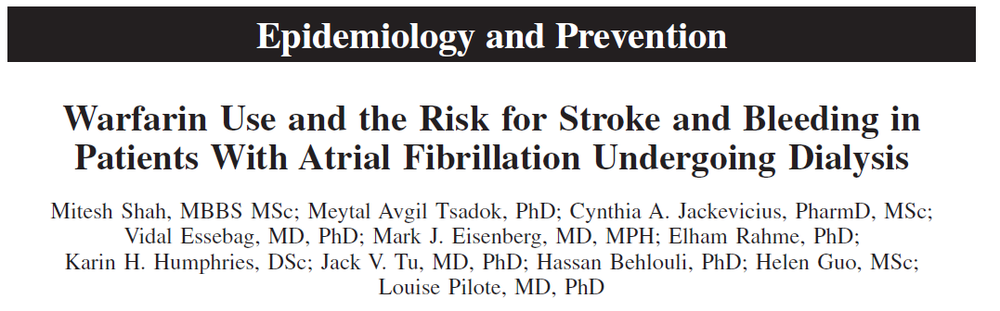 Epidemiology and Prevention
Warfarin Use and the Risk for Stroke and Bleeding in
Patients With Atrial Fibrillation Undergoing Dialysis
Mitesh Shah, MBBS MSc; Meytal Avgil Tsadok, PhD; Cynthia A. Jackevicius, PharmD, MSc;
Vidal Essebag, MD, PhD; Mark J. Eisenberg, MD, MPH; Elham Rahme, PhD;
Karin H. Humphries, DSc; Jack V. Tu, MD, PhD; Hassan Behlouli, PhD; Helen Guo, MSc;
Louise Pilote, MD, PhD